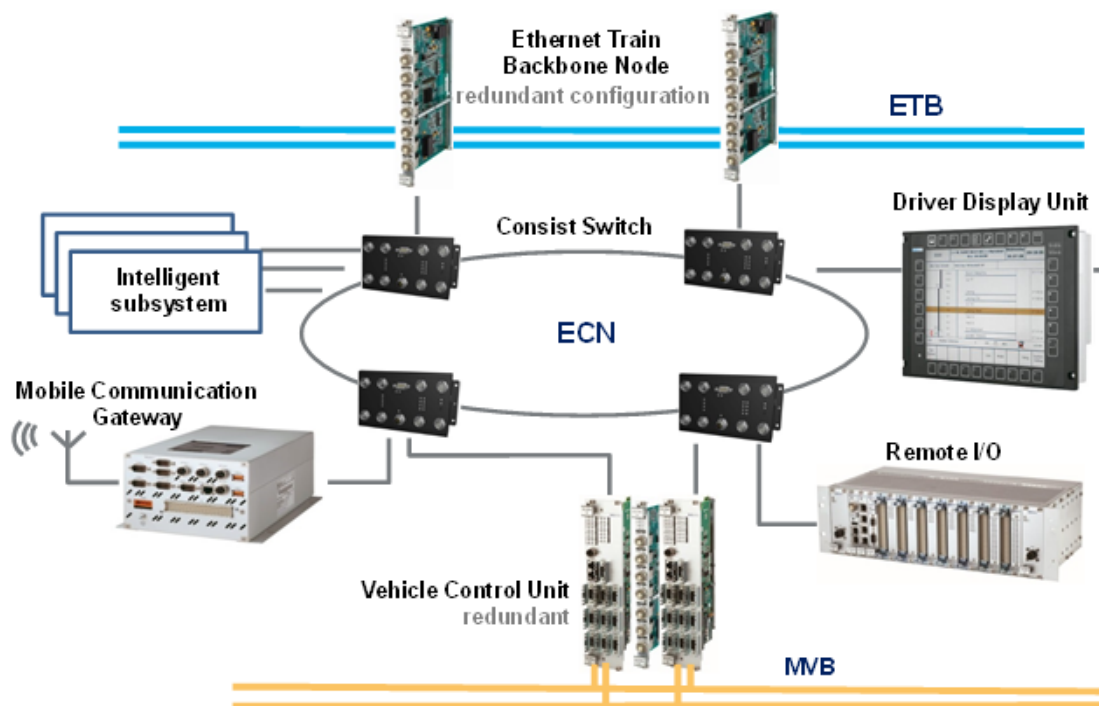 Ethernet Train
Backbone Node
redundant configuration
ETB
Consist Switch
Driver Display Unit
Intelligent
subsystem
ECN
Mobile Communication
Gateway
Remote I/O
Vehicle Control Unit
redundant
MVB